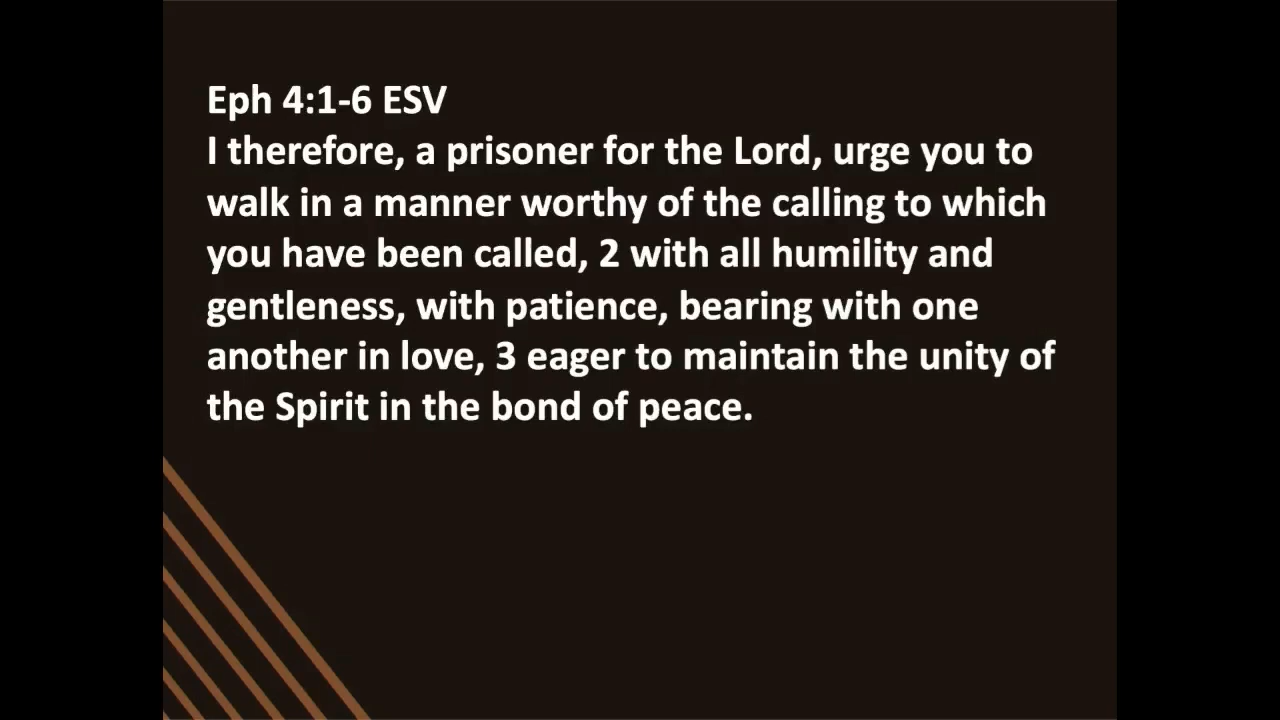 Eph 4:1-6 ESV
I therefore, a prisoner for the Lord, urge you to
walk in a manner worthy of the calling to which
you have been called, 2 with all humility and
gentleness, with patience, bearing with one
another in love, 3 eager to maintain the unity of
the Spirit in the bond of peace.